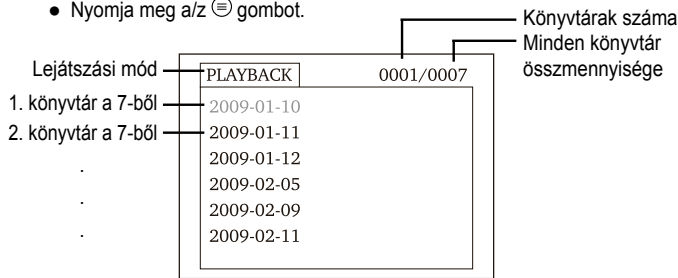 ● Nyomja meg a/z gombot.
Könyvtárak száma
Minden könyvtár
összmennyisége
Lejátszási mód
PLAYBACK 0001/0007
1. könyvtár a 7-ből
2009-01-10
2. könyvtár a 7-ből
2009-01-11
.
2009-01-12
.
2009-02-05
.
2009-02-09
2009-02-11